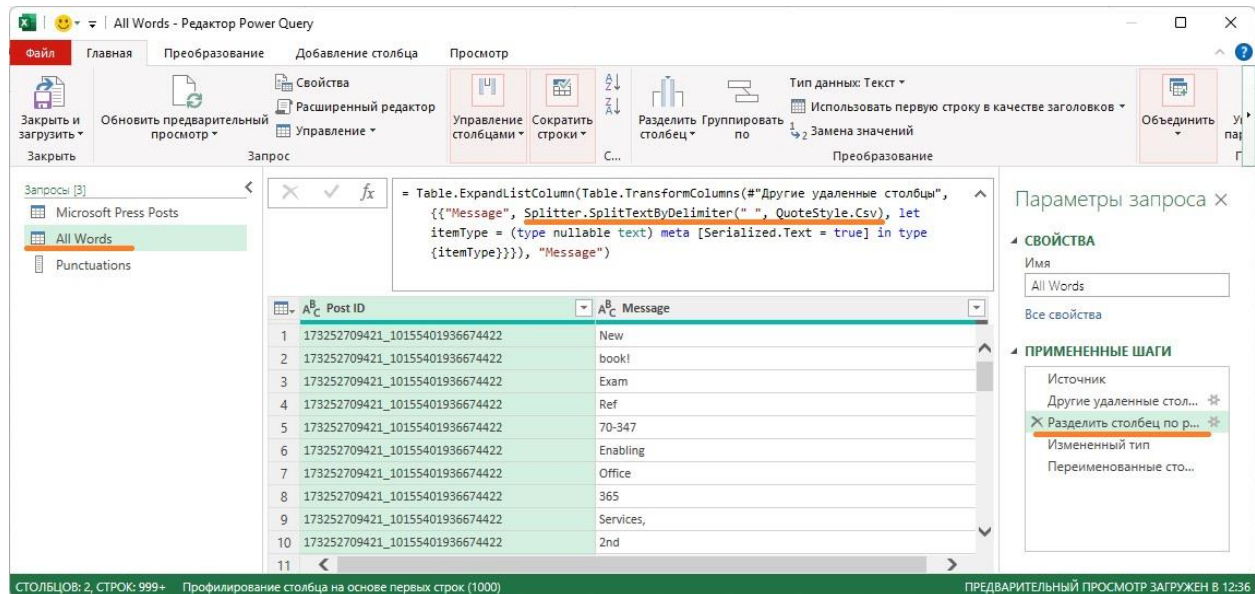 All Words - Редактор Power Query
Файл Главная Преобразование Добавление столбца Просмотр
Закрыть и загрузить
Закрыть
Обновить предварительный просмотр
Свойства
Расширенный редактор
Управление
Запрос
Управление столбцами
Сократить строки
С...
Разделить столбец
Группировать по
Тип данных: Текст
Использовать первую строку в качестве заголовков
Замена значений
Преобразование
Объединить
Запросы [3]
Microsoft Press Posts
All Words
Punctuations
fx
= Table.ExpandListColumn(Table.TransformColumns(#"Другие удаленные столбцы",
{{"Message", Splitter.SplitTextByDelimiter(" ", QuoteStyle.Csv), let
itemType = (type nullable text) meta [Serialized.Text = true] in type
{itemType}}}), "Message")
ABC Post ID ABC Message
1 173252709421_10155401936674422 New
2 173252709421_10155401936674422 book!
3 173252709421_10155401936674422 Exam
4 173252709421_10155401936674422 Ref
5 173252709421_10155401936674422 70-347
6 173252709421_10155401936674422 Enabling
7 173252709421_10155401936674422 Office
8 173252709421_10155401936674422 365
9 173252709421_10155401936674422 Services,
10 173252709421_10155401936674422 2nd
11
Параметры запроса
СВОЙСТВА
Имя
All Words
Все свойства
ПРИМЕНЕННЫЕ ШАГИ
Источник
Другие удаленные стол...
Разделить столбец по р...
Измененный тип
Переименованные сто...
СТОЛБЦОВ: 2, СТРОК: 999+ Профилирование столбца на основе первых строк (1000) ПРЕДВАРИТЕЛЬНЫЙ ПРОСМОТР ЗАГРУЖЕН В 12:36